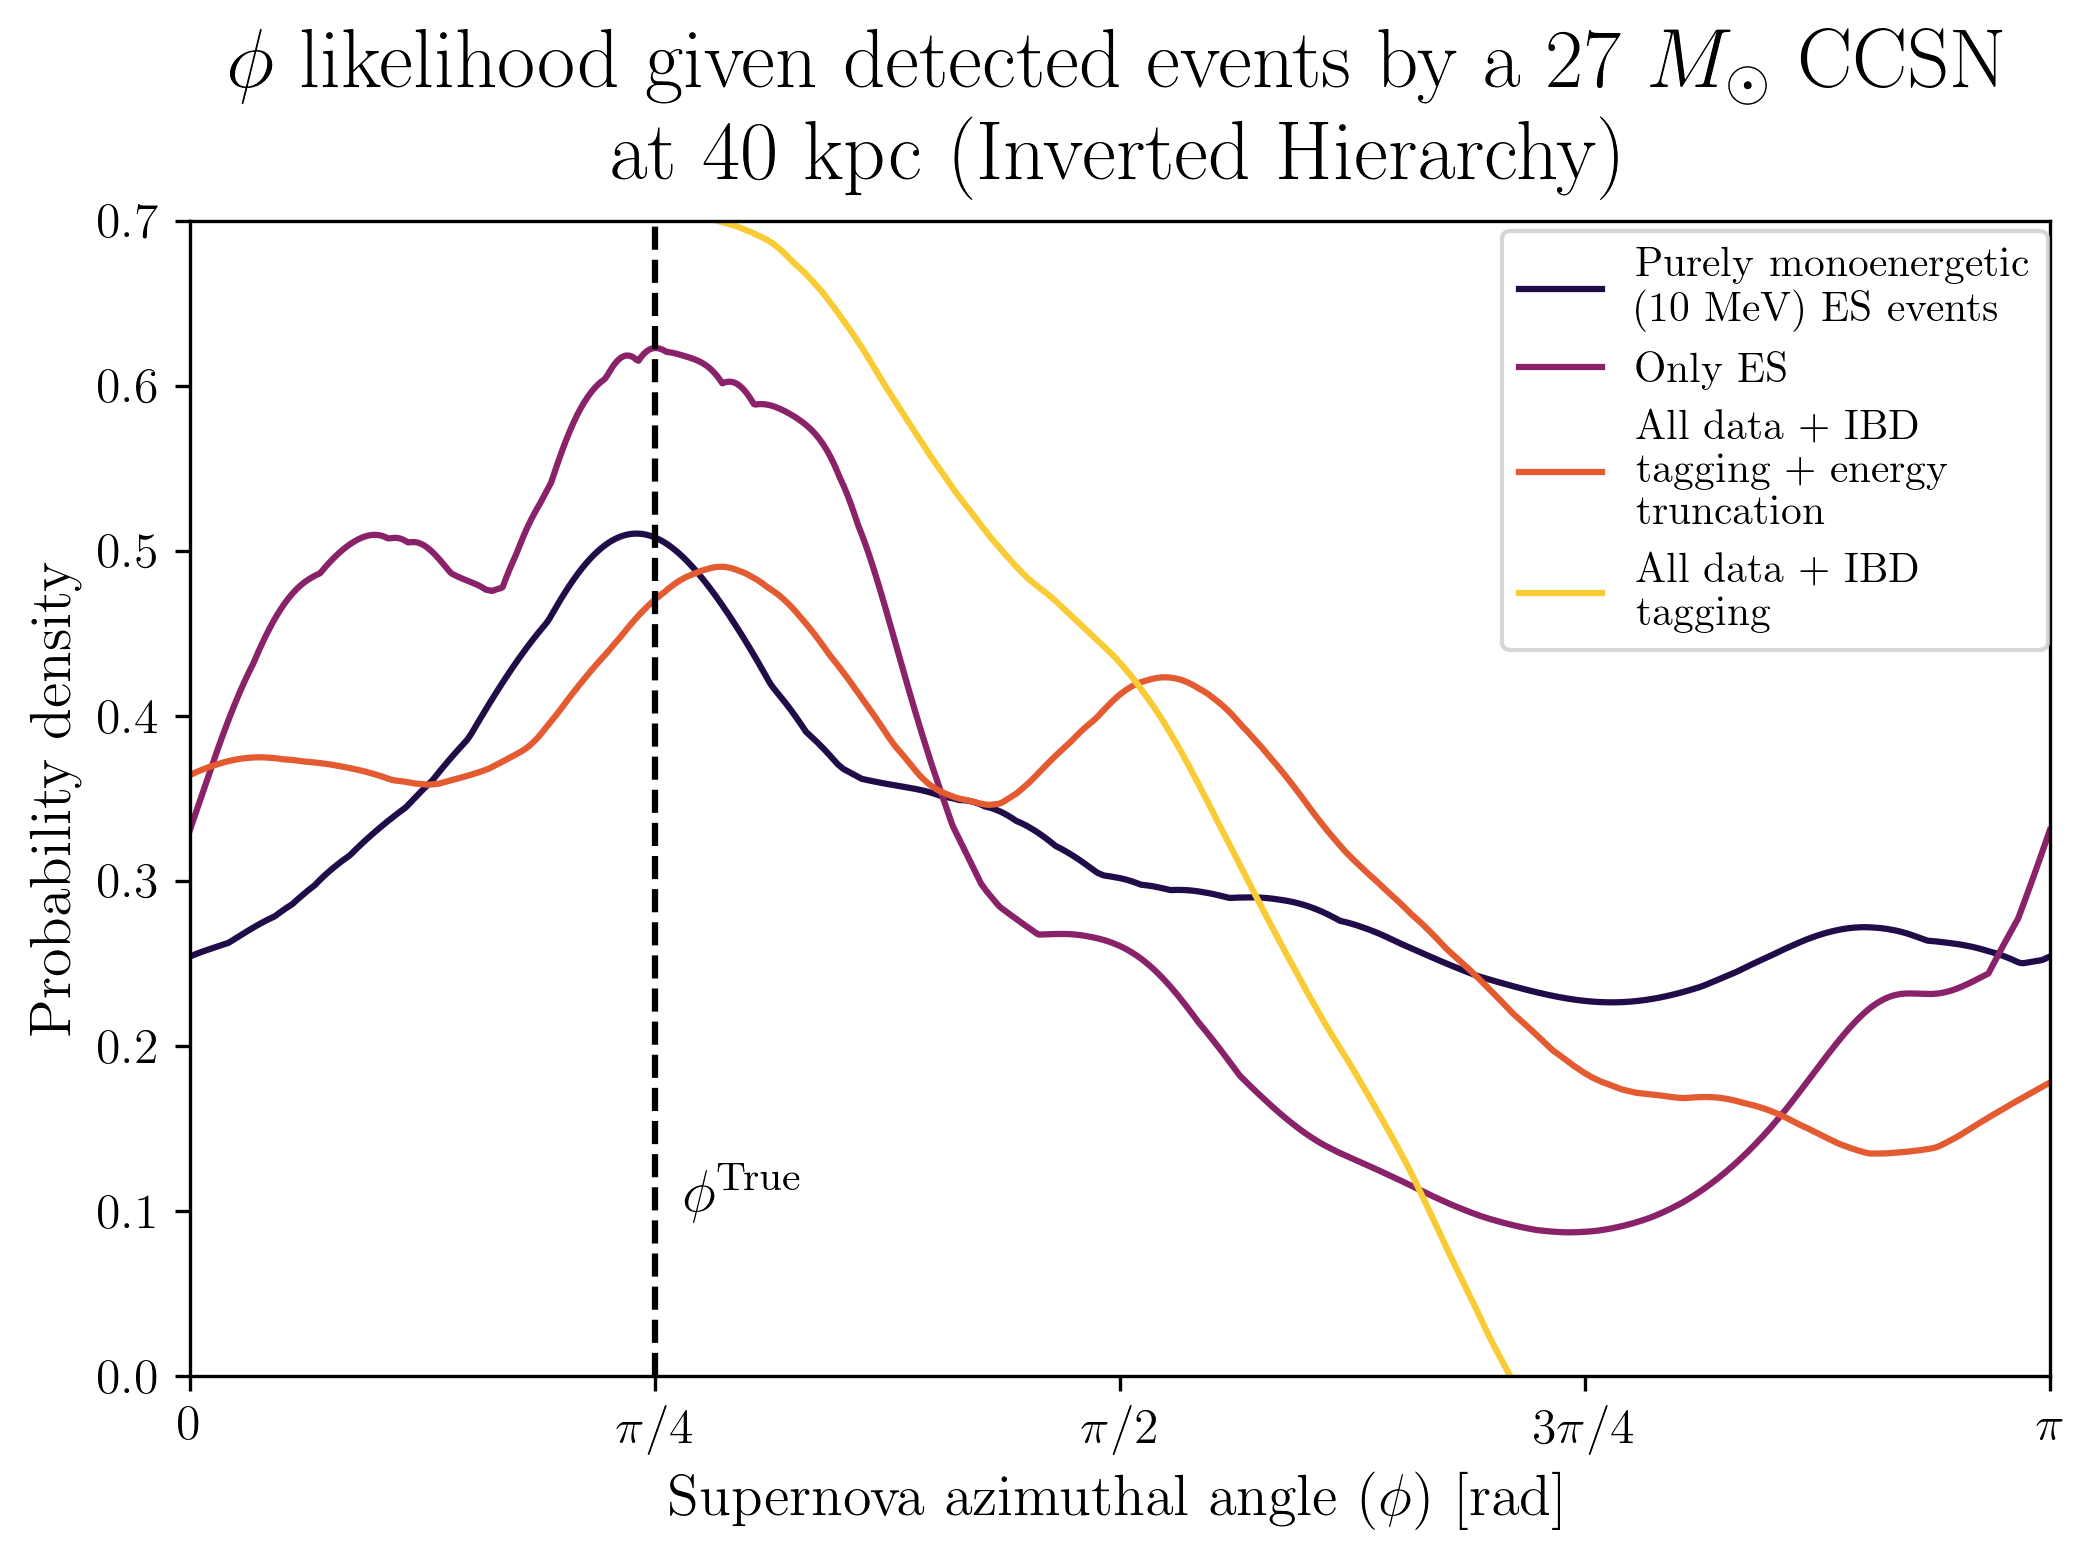 ϕ likelihood given detected events by a 27 M⊙ CCSN
at 40 kpc (Inverted Hierarchy)
0.7
0.6
0.5
0.4
0.3
0.2
0.1
0.0
Probability density
Purely monoenergetic
(10 MeV) ES events
Only ES
All data + IBD
tagging + energy
truncation
All data + IBD
tagging
ϕ^True
0
π/4
π/2
3π/4
π
Supernova azimuthal angle (ϕ) [rad]